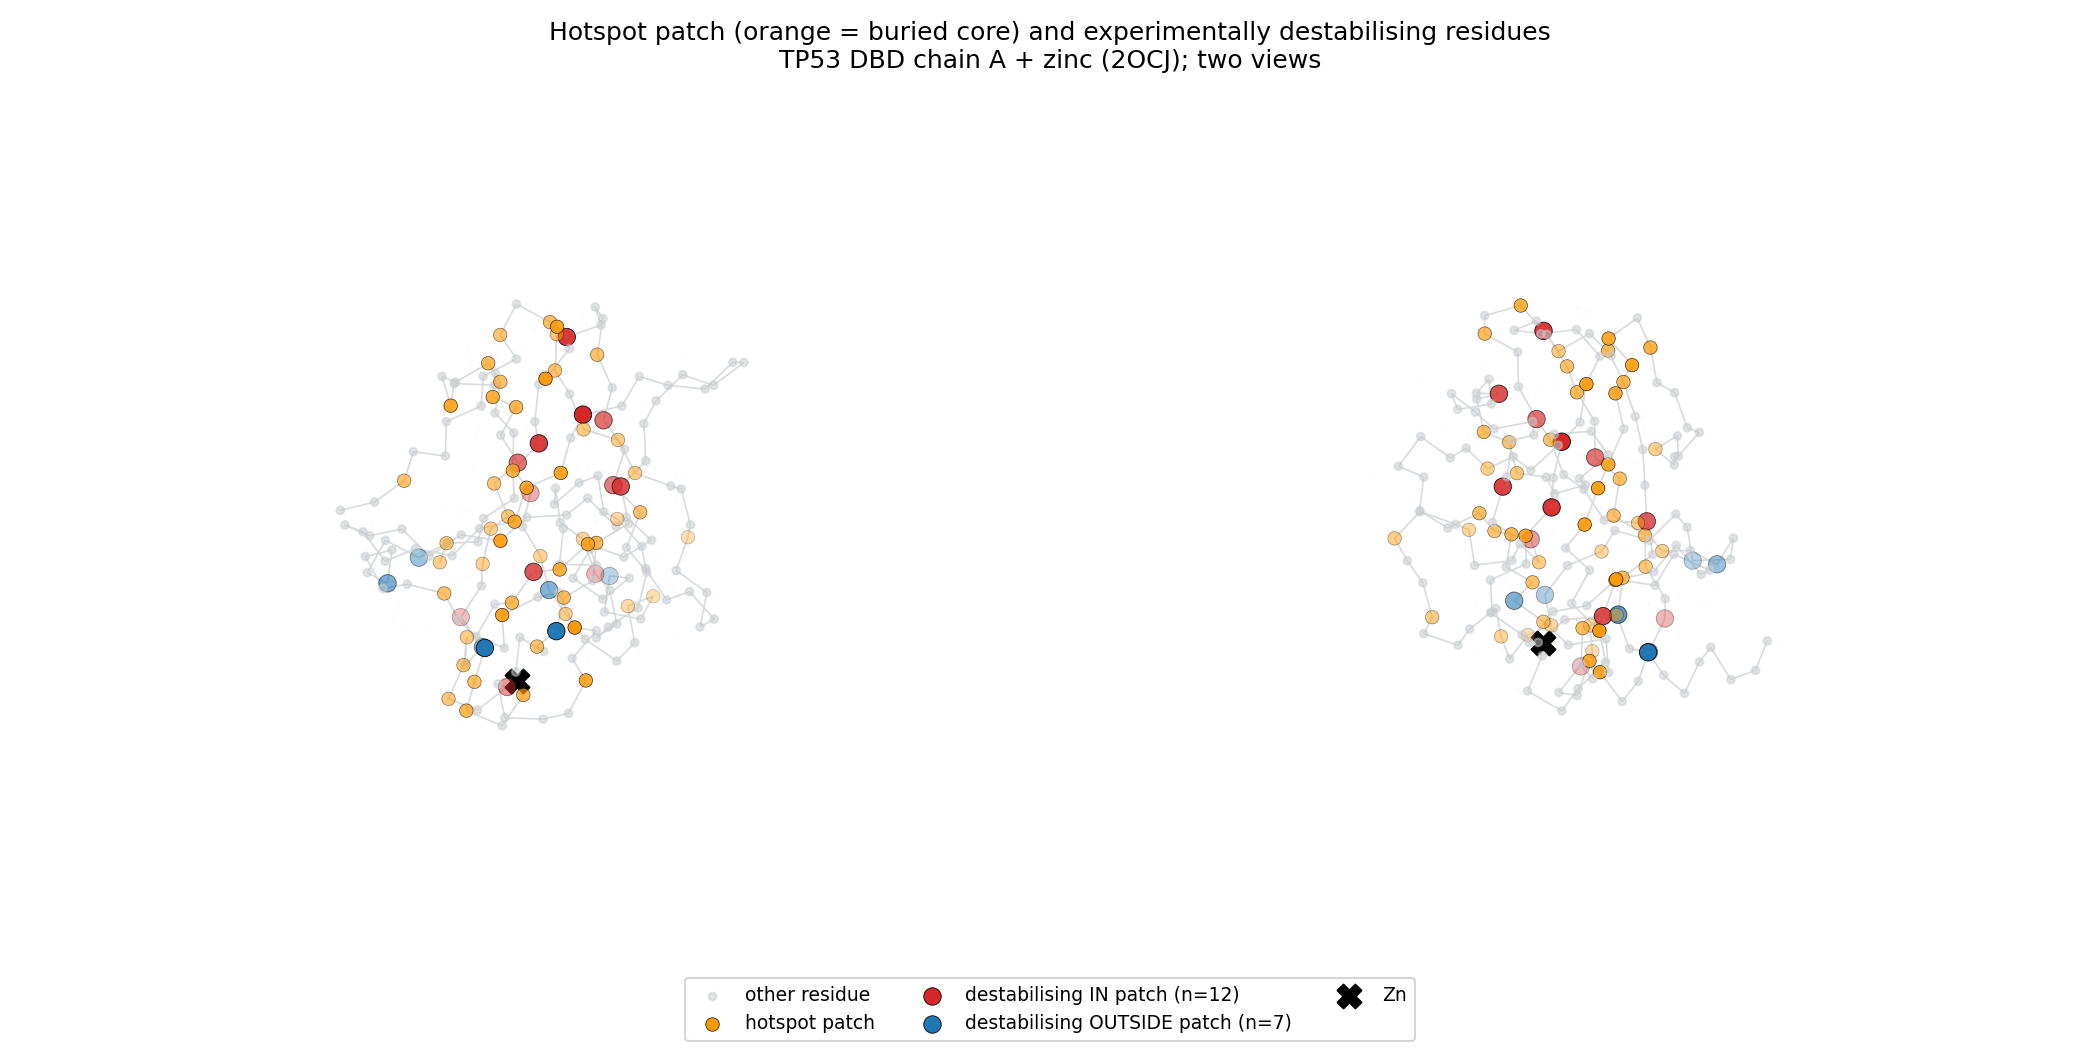 Hotspot patch (orange = buried core) and experimentally destabilising residues
TP53 DBD chain A + zinc (2OCJ); two views
other residue
hotspot patch
destabilising IN patch (n=12)
destabilising OUTSIDE patch (n=7)
Zn